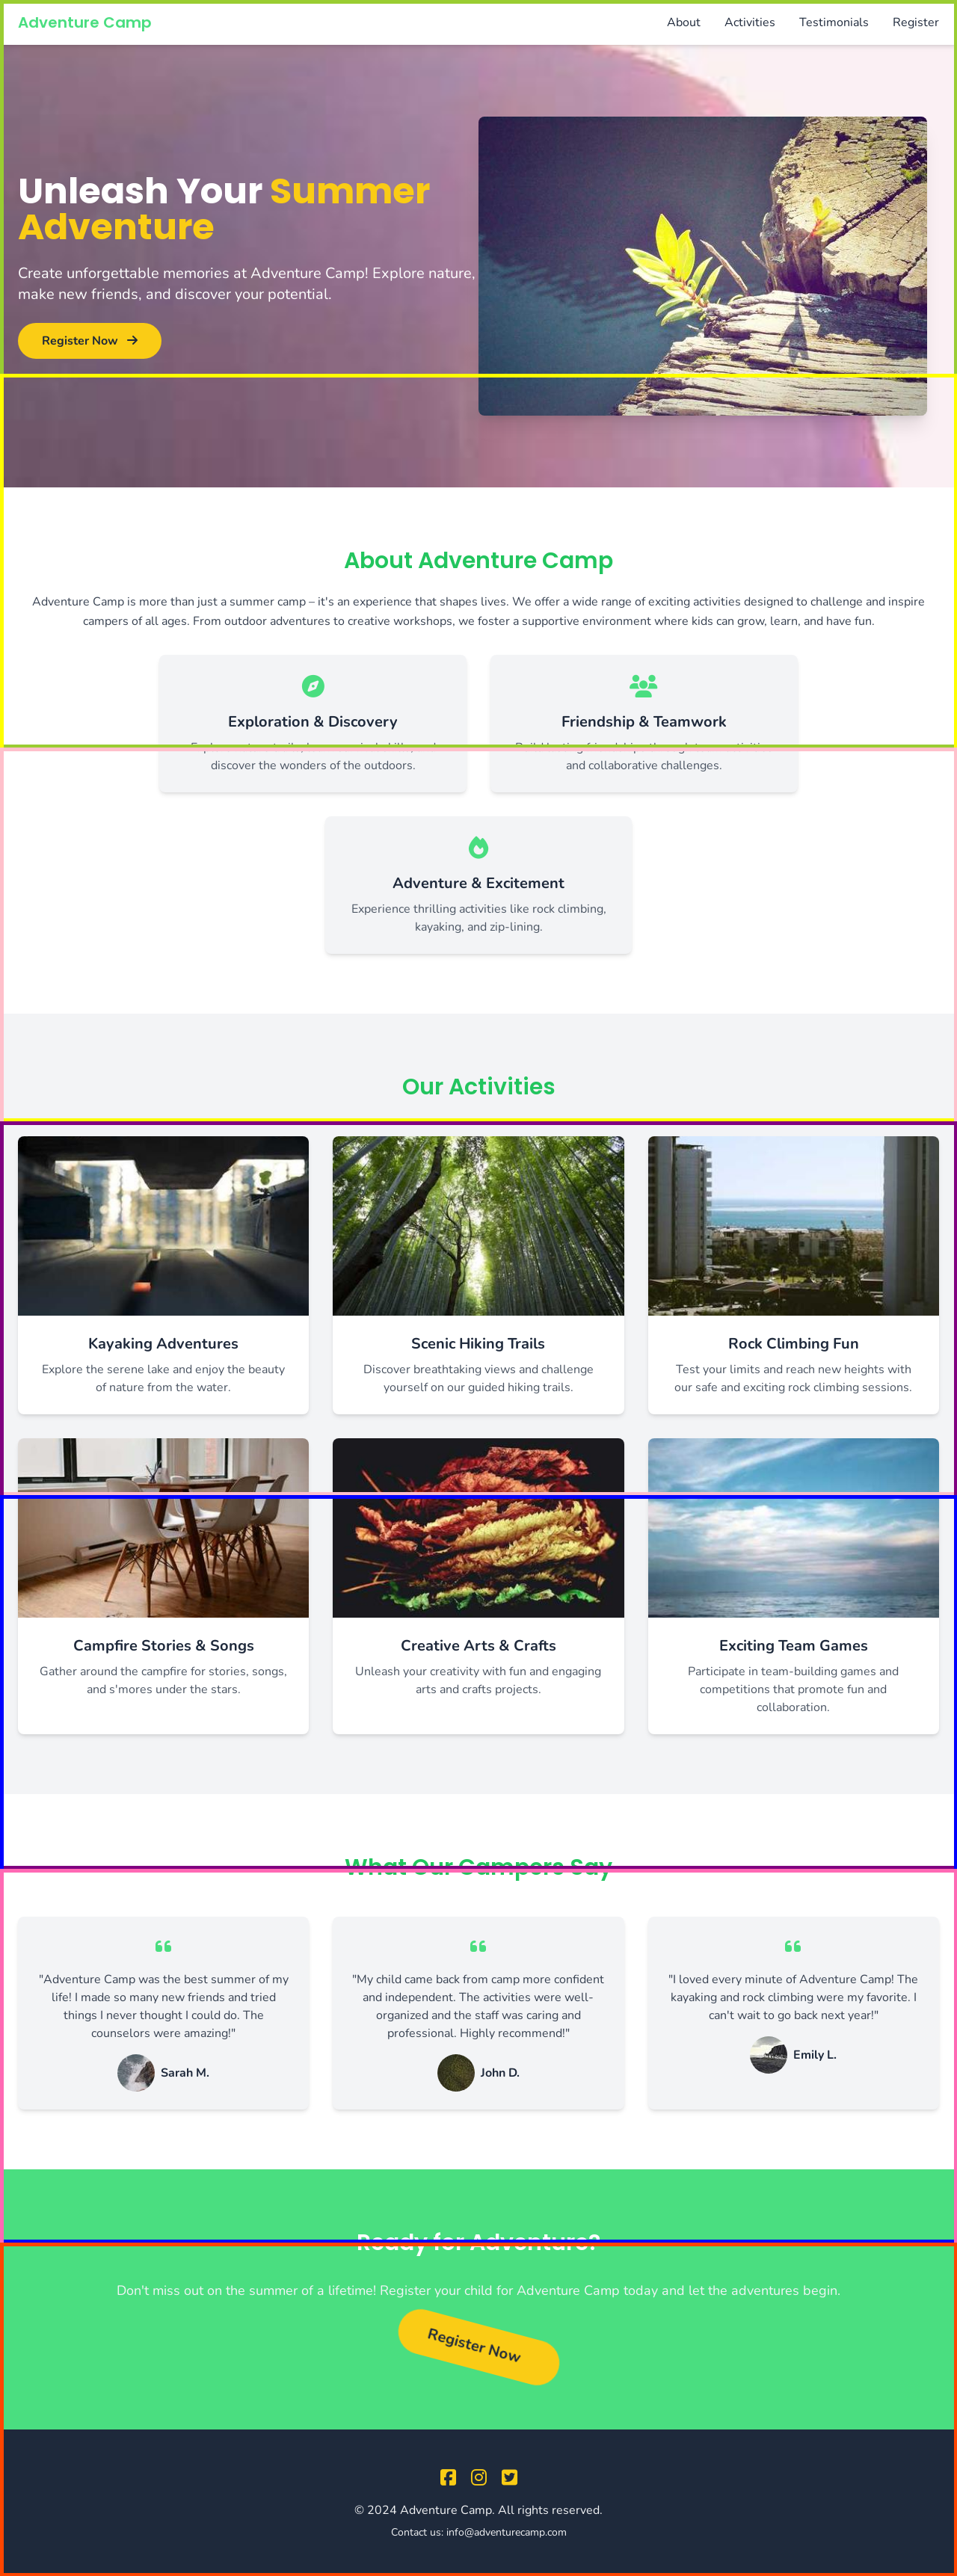 Adventure Camp
About Activities Testimonials Register
Unleash Your Summer
Adventure
Create unforgettable memories at Adventure Camp! Explore nature,
make new friends, and discover your potential.
Register Now
About Adventure Camp
Adventure Camp is more than just a summer camp – it's an experience that shapes lives. We offer a wide range of exciting activities designed to challenge and inspire
campers of all ages. From outdoor adventures to creative workshops, we foster a supportive environment where kids can grow, learn, and have fun.
Exploration & Discovery
discover the wonders of the outdoors.
Friendship & Teamwork
and collaborative challenges.
Adventure & Excitement
Experience thrilling activities like rock climbing,
kayaking, and zip-lining.
Our Activities
Kayaking Adventures
Explore the serene lake and enjoy the beauty
of nature from the water.
Scenic Hiking Trails
Discover breathtaking views and challenge
yourself on our guided hiking trails.
Rock Climbing Fun
Test your limits and reach new heights with
our safe and exciting rock climbing sessions.
Campfire Stories & Songs
Gather around the campfire for stories, songs,
and s'mores under the stars.
Creative Arts & Crafts
Unleash your creativity with fun and engaging
arts and crafts projects.
Exciting Team Games
Participate in team-building games and
competitions that promote fun and
collaboration.
What Our Campers Say
"Adventure Camp was the best summer of my
life! I made so many new friends and tried
things I never thought I could do. The
counselors were amazing!"
Sarah M.
"My child came back from camp more confident
and independent. The activities were well-
organized and the staff was caring and
professional. Highly recommend!"
John D.
"I loved every minute of Adventure Camp! The
kayaking and rock climbing were my favorite. I
can't wait to go back next year!"
Emily L.
Ready for Adventure?
Don't miss out on the summer of a lifetime! Register your child for Adventure Camp today and let the adventures begin.
Register Now
© 2024 Adventure Camp. All rights reserved.
Contact us: info@adventurecamp.com